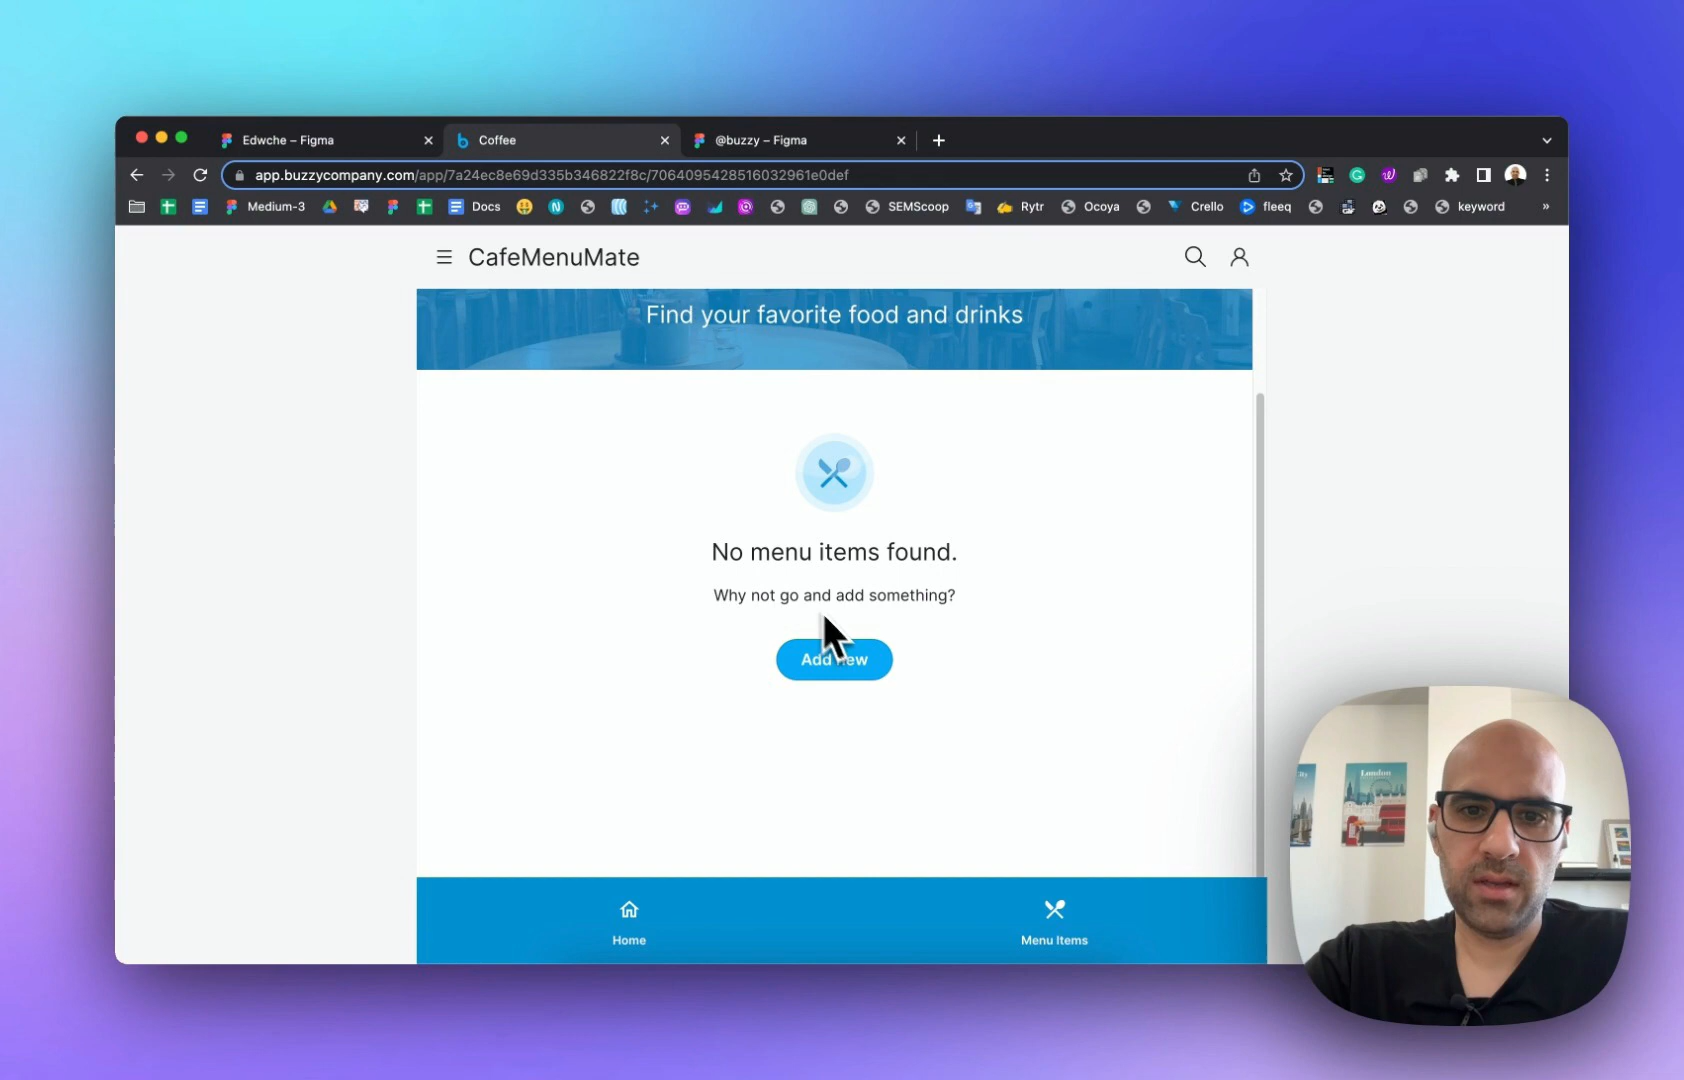 Edwche – Figma
Coffee
@buzzy – Figma
app.buzzycompany.com/app/7a24ec8e69d335b346822f8c/7064095428516032961e0def
Medium-3
Docs
SEMScoop
Rytr
Ocoya
Crello
fleeq
keyword
»
CafeMenuMate
Find your favorite food and drinks
No menu items found.
Why not go and add something?
Add new
Home
Menu Items
London